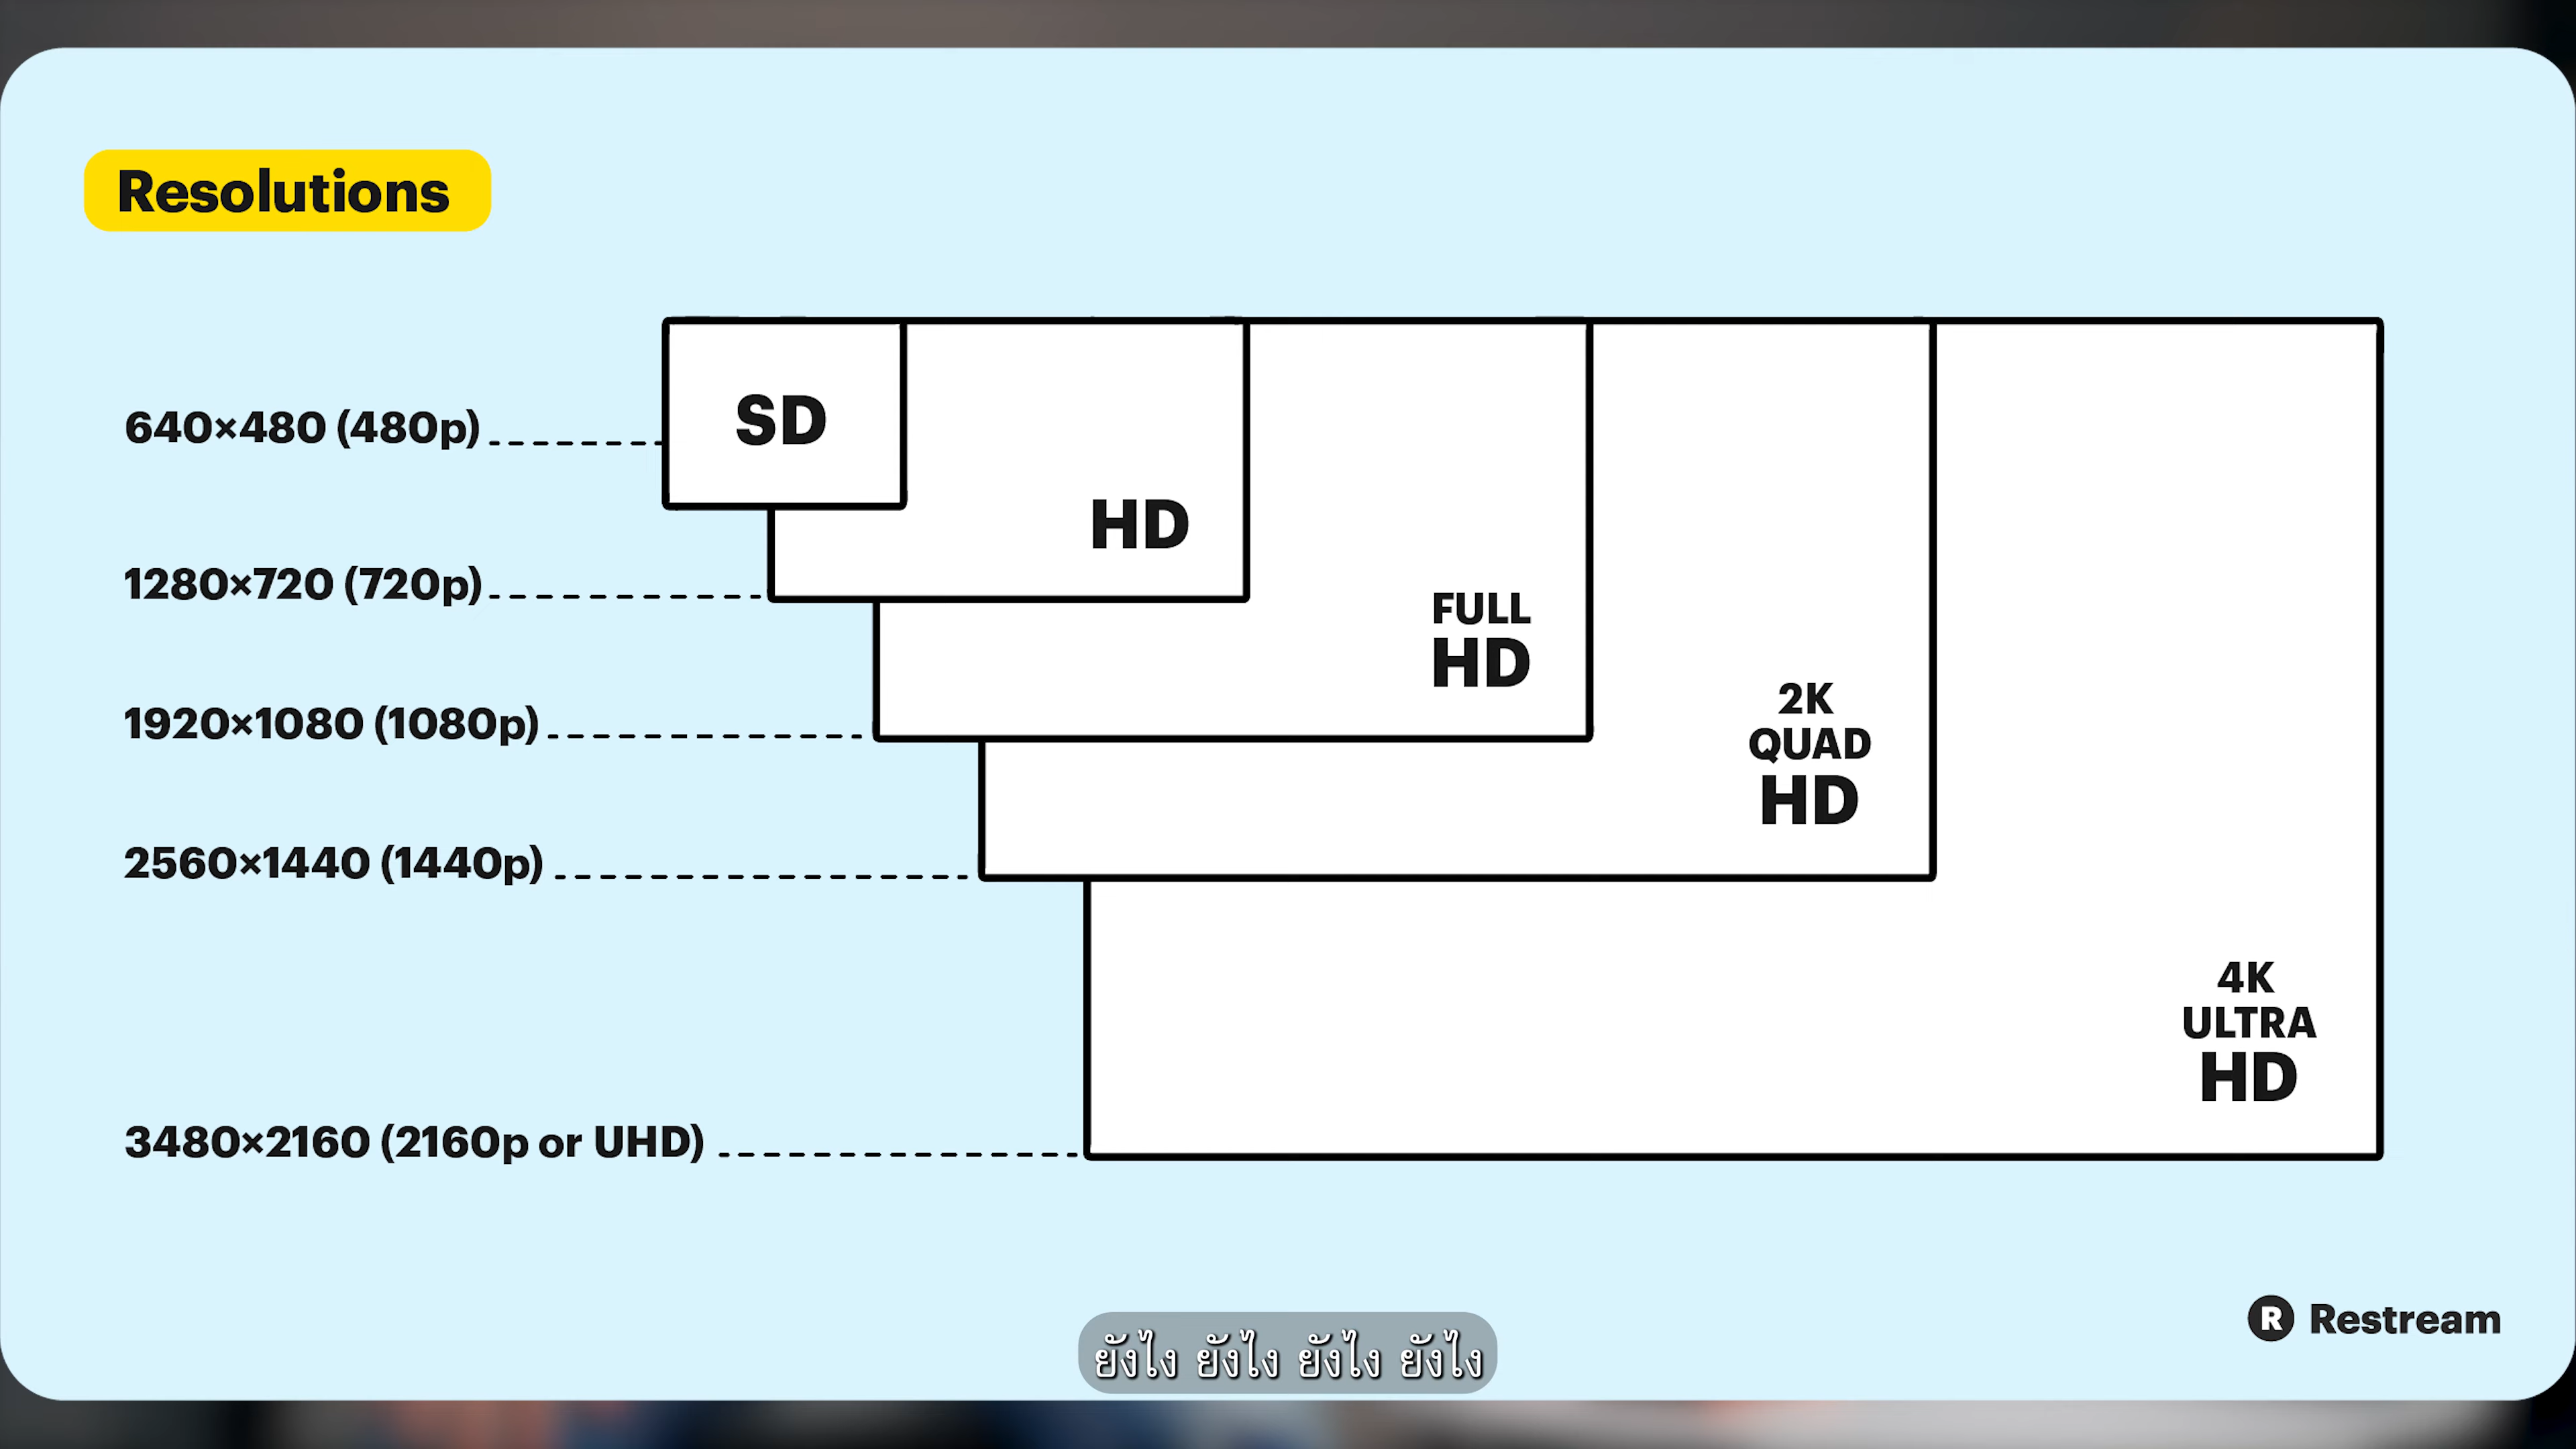 Resolutions
640×480 (480p)
SD
1280×720 (720p)
HD
1920×1080 (1080p)
FULL
HD
2560×1440 (1440p)
2K
QUAD
HD
3480×2160 (2160p or UHD)
4K
ULTRA
HD
R Restream
ยังไง ยังไง ยังไง ยังไง